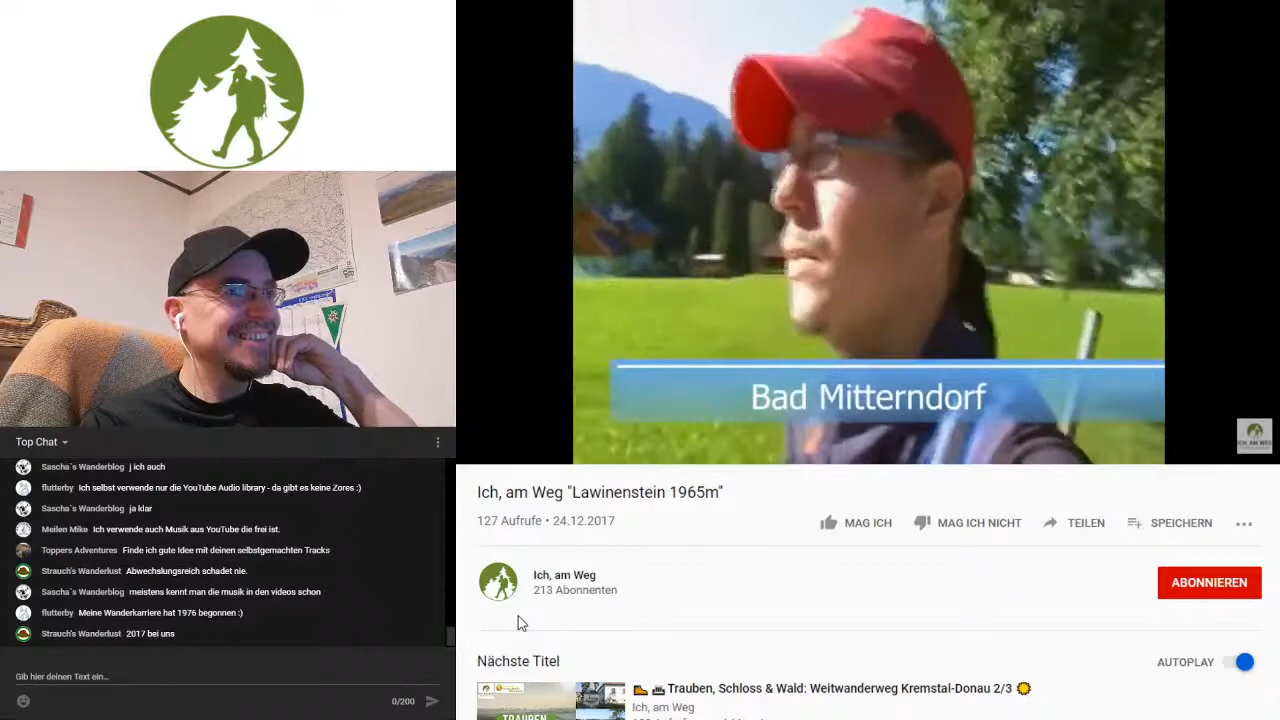 Top Chat
Sascha´s Wanderblog j ich auch
flutterby Ich selbst verwende nur die YouTube Audio library - da gibt es keine Zores :)
Sascha´s Wanderblog ja klar
Meilen Mike Ich verwende auch Musik aus YouTube die frei ist.
Toppers Adventures Finde ich gute Idee mit deinen selbstgemachten Tracks
Strauch's Wanderlust Abwechslungsreich schadet nie.
Sascha´s Wanderblog meistens kennt man die musik in den videos schon
flutterby Meine Wanderkarriere hat 1976 begonnen :)
Strauch's Wanderlust 2017 bei uns
Gib hier deinen Text ein...
0/200
Bad Mitterndorf
ICH, AM WEG
Ich, am Weg "Lawinenstein 1965m"
127 Aufrufe • 24.12.2017
MAG ICH
MAG ICH NICHT
TEILEN
SPEICHERN
Ich, am Weg
213 Abonnenten
ABONNIEREN
Nächste Titel
AUTOPLAY
Trauben, Schloss & Wald: Weitwanderweg Kremstal-Donau 2/3
Ich, am Weg
TRAUBEN